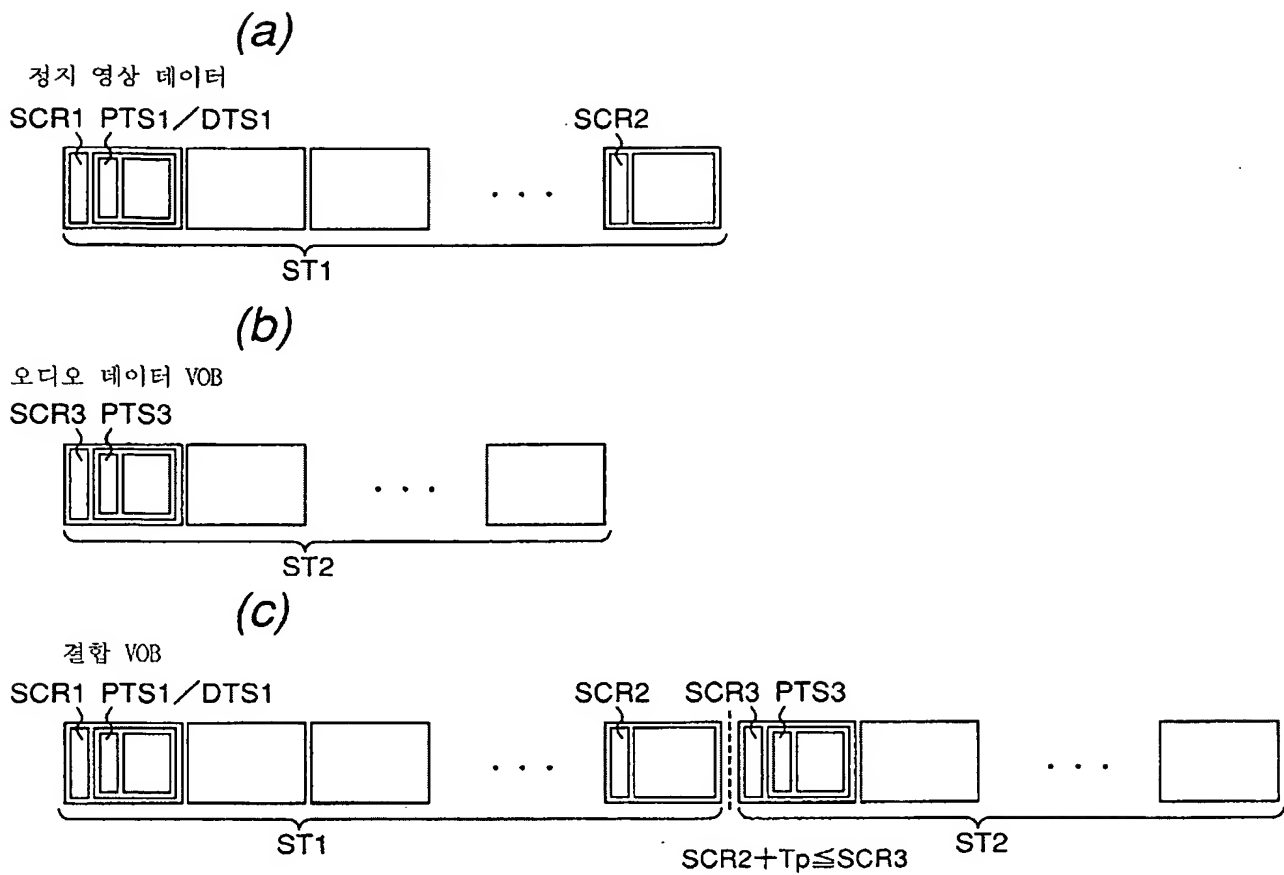 (a)
정지 영상 데이터
SCR1 PTS1/DTS1 SCR2
. . .
ST1
(b)
오디오 데이터 VOB
SCR3 PTS3
. . .
ST2
(c)
결합 VOB
SCR1 PTS1/DTS1 SCR2 SCR3 PTS3
. . . . . .
ST1 ST2
SCR2+Tp≦SCR3